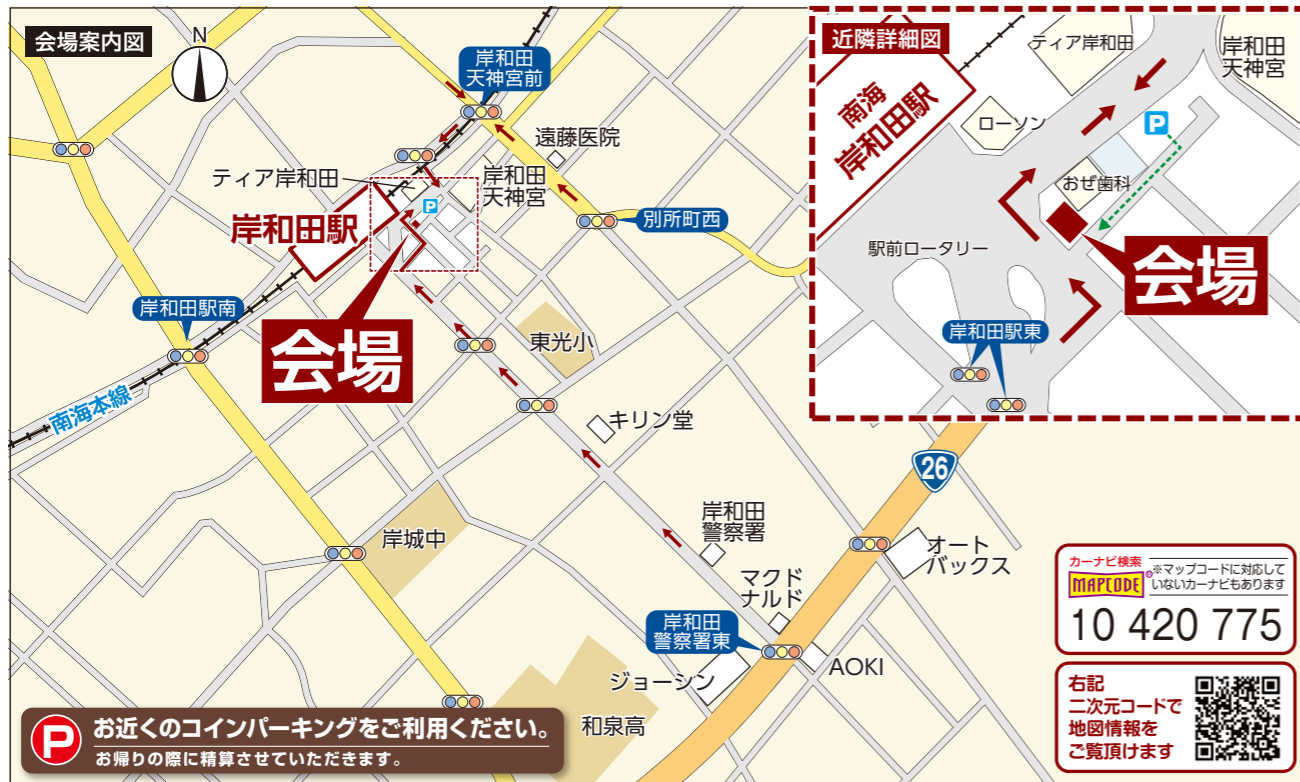 会場案内図
N
岸和田
天神宮前
遠藤医院
ティア岸和田
岸和田
天神宮
P
岸和田駅
別所町西
会場
岸和田駅南
南海本線
東光小
キリン堂
岸城中
岸和田
警察署
マクド
ナルド
26
オート
バックス
岸和田
警察署東
ジョーシン
AOKI
和泉高
近隣詳細図
ティア岸和田
岸和田
天神宮
南海
岸和田駅
ローソン
P
おぜ歯科
駅前ロータリー
会場
岸和田駅東
カーナビ検索
MAPCODE
®
※マップコードに対応して
いないカーナビもあります
10 420 775
右記
二次元コードで
地図情報を
ご覧頂けます
P
お近くのコインパーキングをご利用ください。
お帰りの際に精算させていただきます。